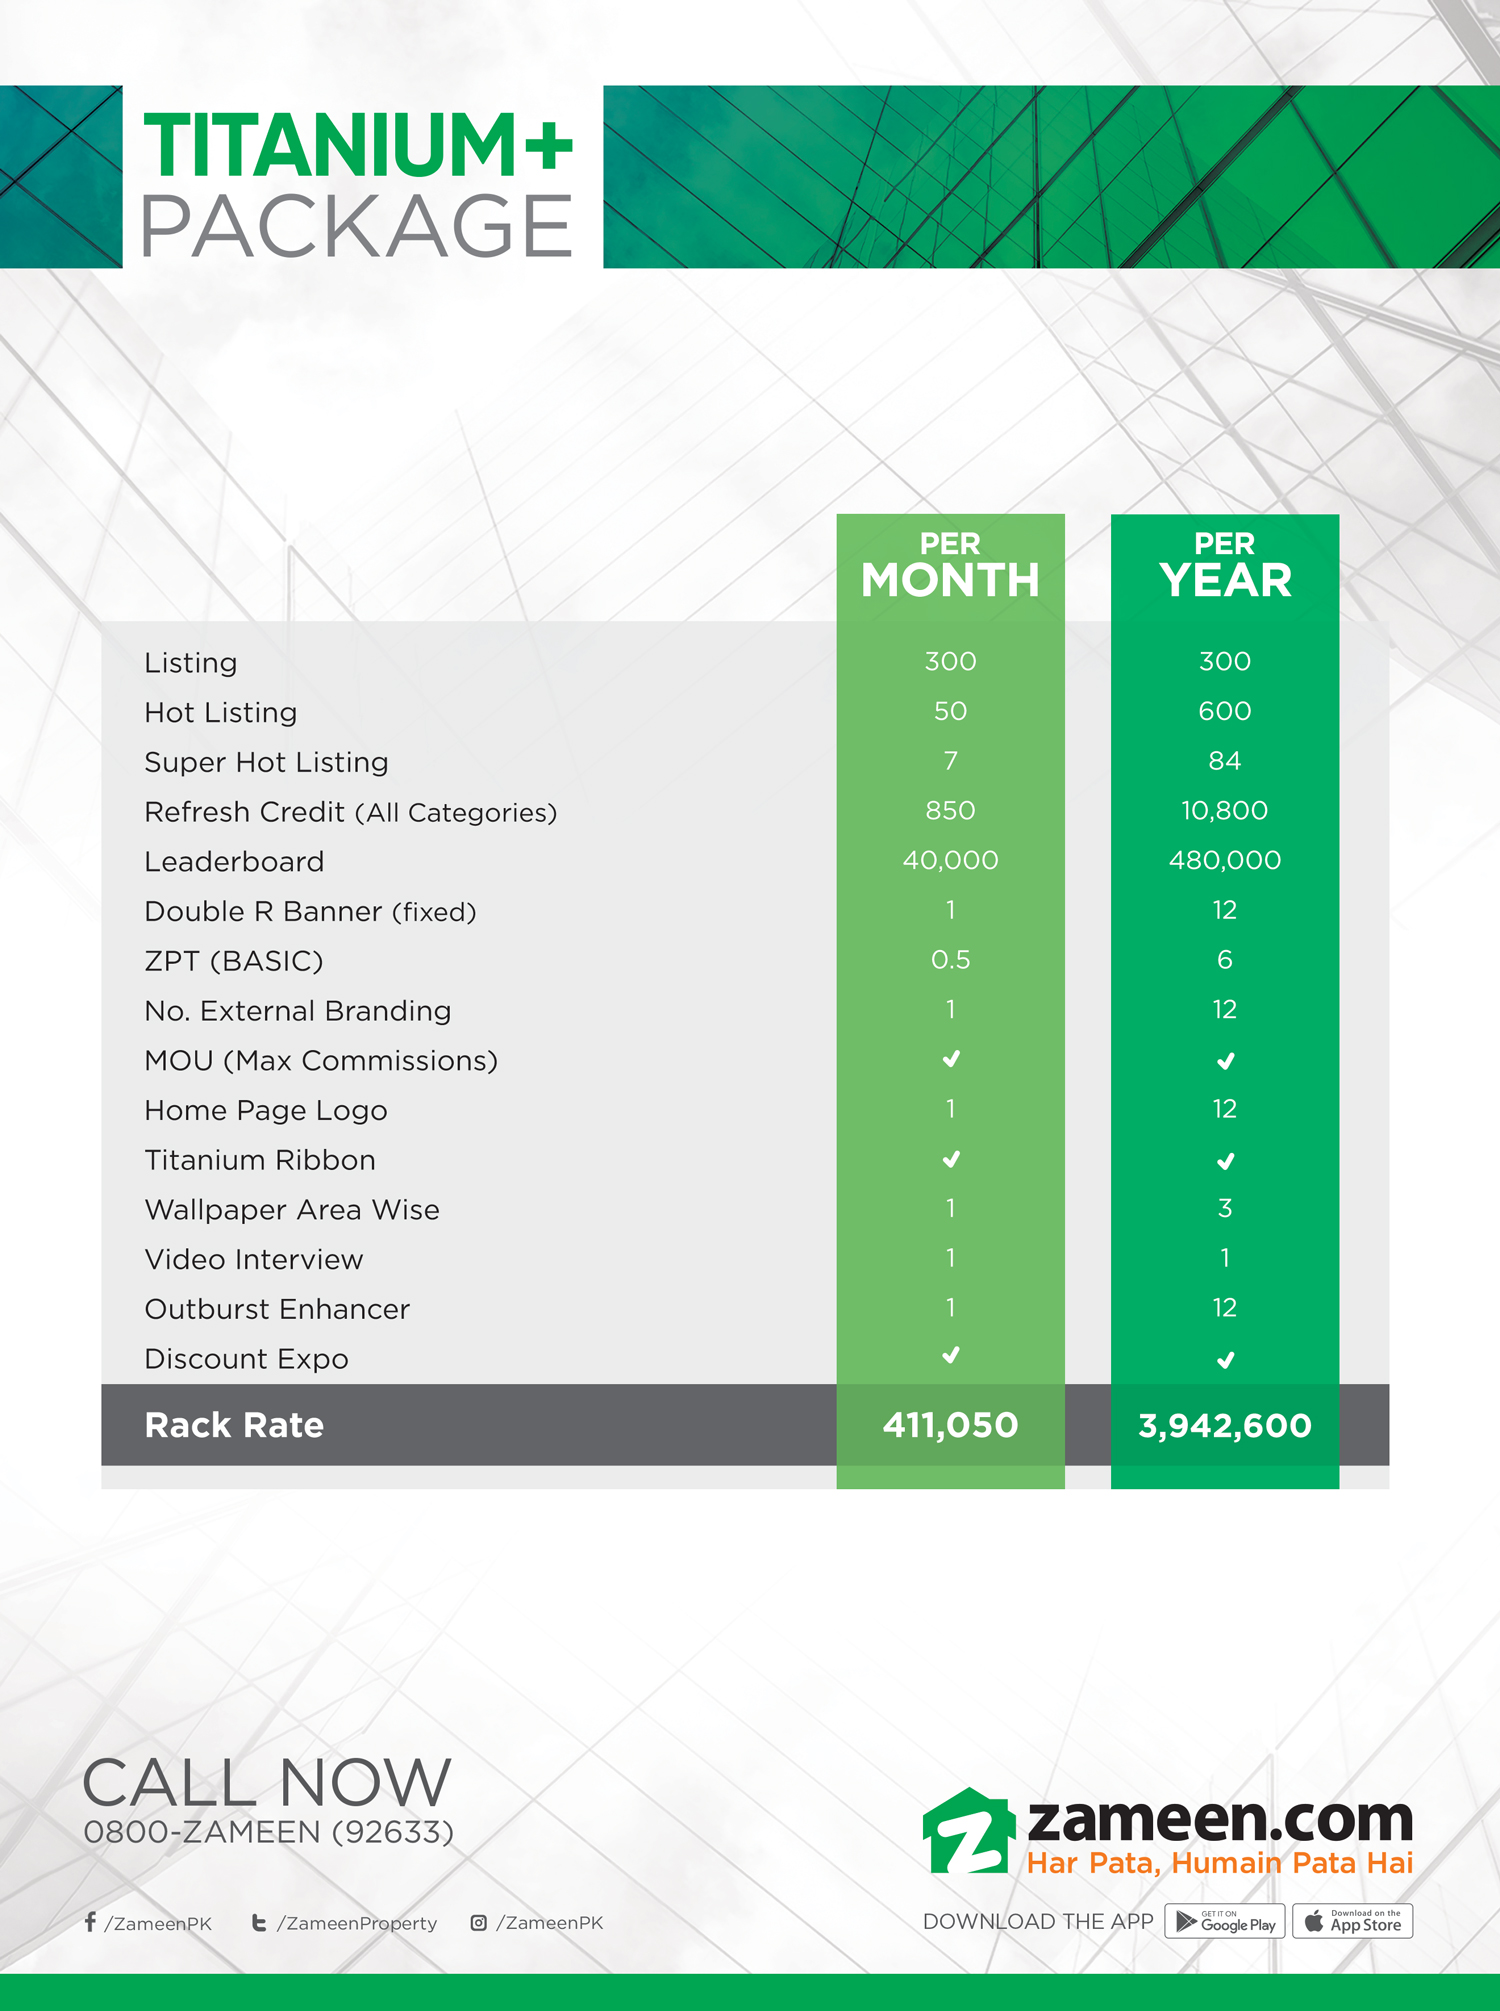 TITANIUM+
PACKAGE
PER MONTH
PER YEAR
Listing 300 300
Hot Listing 50 600
Super Hot Listing 7 84
Refresh Credit (All Categories) 850 10,800
Leaderboard 40,000 480,000
Double R Banner (fixed) 1 12
ZPT (BASIC) 0.5 6
No. External Branding 1 12
MOU (Max Commissions) ✓ ✓
Home Page Logo 1 12
Titanium Ribbon ✓ ✓
Wallpaper Area Wise 1 3
Video Interview 1 1
Outburst Enhancer 1 12
Discount Expo ✓ ✓
Rack Rate 411,050 3,942,600
CALL NOW
0800-ZAMEEN (92633)
/ZameenPK /ZameenProperty /ZameenPK
zameen.com
Har Pata, Humain Pata Hai
DOWNLOAD THE APP
GET IT ON
Google Play
Download on the
App Store